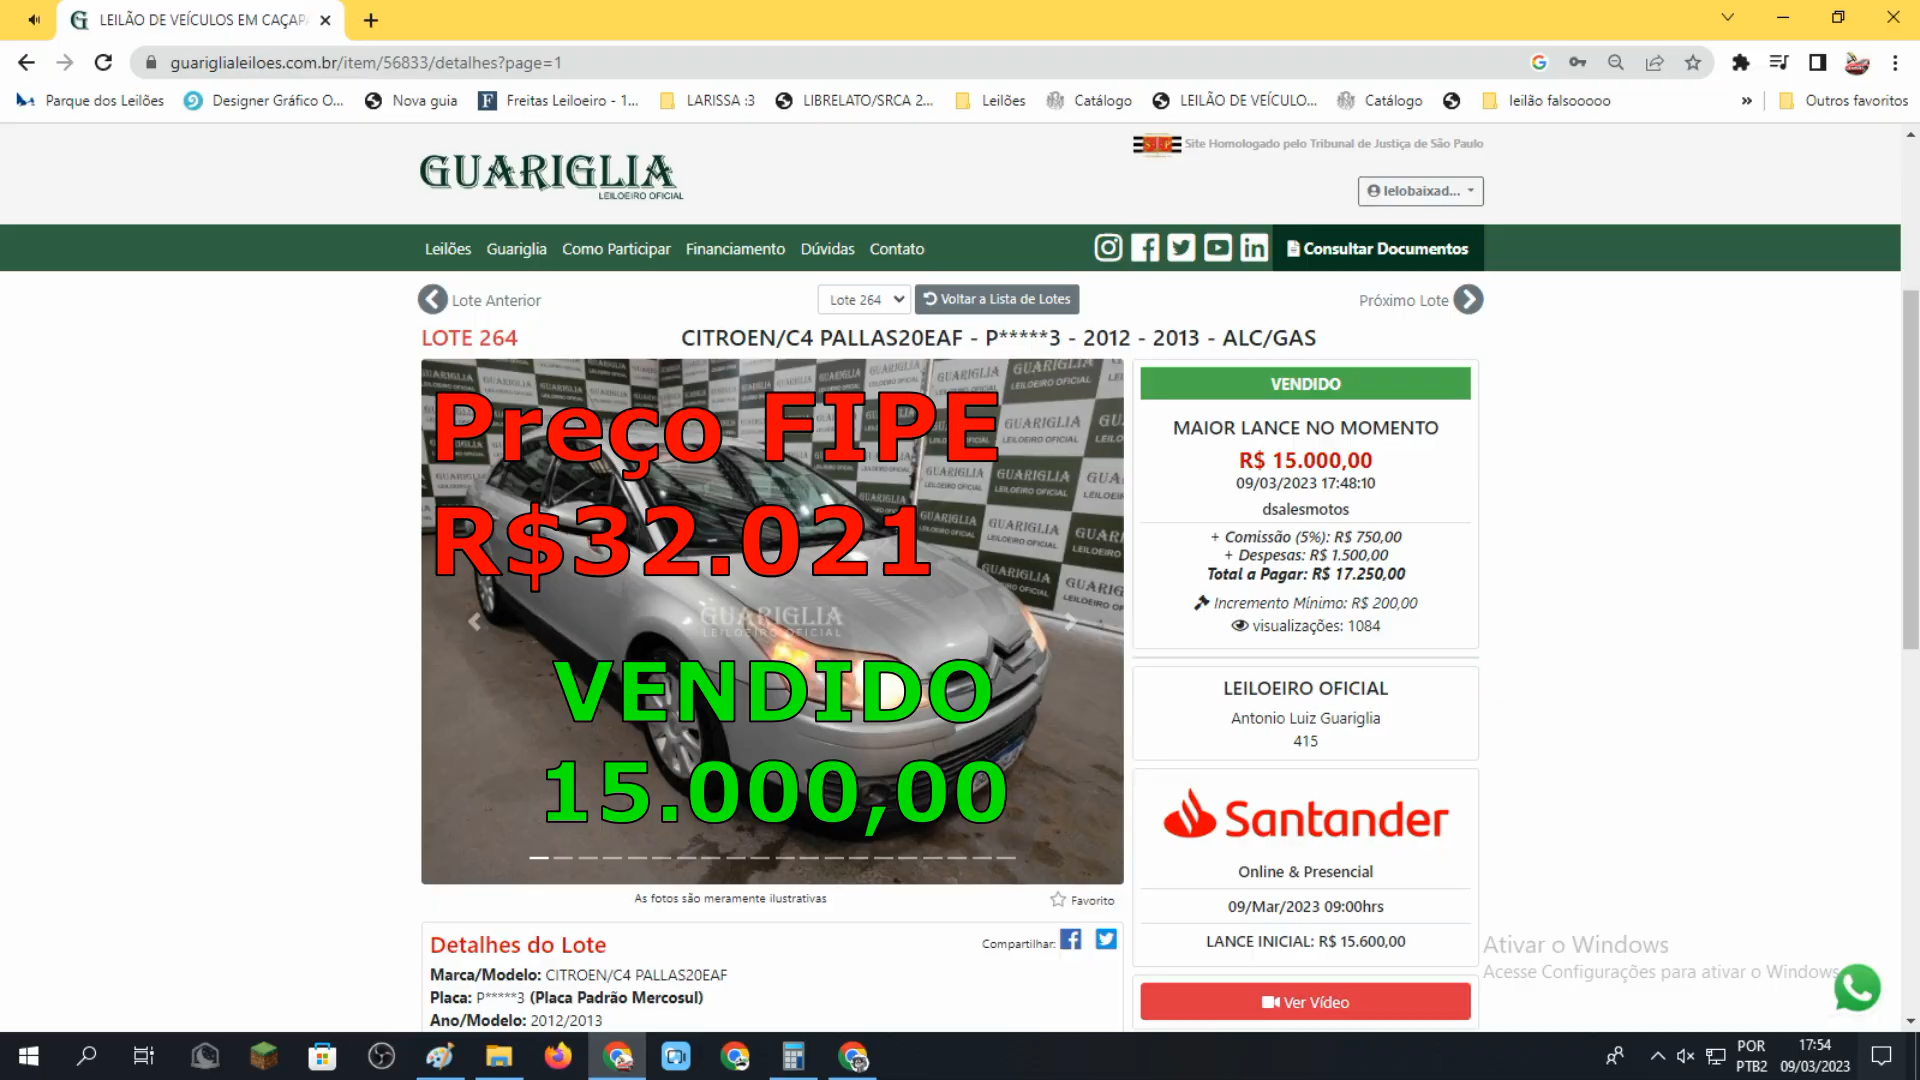 LEILÃO DE VEÍCULOS EM CAÇAP
guariglialeiloes.com.br/item/56833/detalhes?page=1
Parque dos Leilões
Designer Gráfico O...
Nova guia
Freitas Leiloeiro - 1...
LARISSA :3
LIBRELATO/SRCA 2...
Leilões
Catálogo
LEILÃO DE VEÍCULO...
Catálogo
leilão falsooooo
»
Outros favoritos
GUARIGLIA
LEILOEIRO OFICIAL
Site Homologado pelo Tribunal de Justiça de São Paulo
lelobaixad...
Leilões
Guariglia
Como Participar
Financiamento
Dúvidas
Contato
Consultar Documentos
Lote Anterior
Lote 264
Voltar a Lista de Lotes
Próximo Lote
LOTE 264
CITROEN/C4 PALLAS20EAF - P*****3 - 2012 - 2013 - ALC/GAS
Preço FIPE
R$32.021
GUARIGLIA
LEILOEIRO OFICIAL
VENDIDO
15.000,00
As fotos são meramente ilustrativas
Favorito
VENDIDO
MAIOR LANCE NO MOMENTO
R$ 15.000,00
09/03/2023 17:48:10
dsalesmotos
+ Comissão (5%): R$ 750,00
+ Despesas: R$ 1.500,00
Total a Pagar: R$ 17.250,00
Incremento Mínimo: R$ 200,00
visualizações: 1084
LEILOEIRO OFICIAL
Antonio Luiz Guariglia
415
Santander
Online & Presencial
09/Mar/2023 09:00hrs
LANCE INICIAL: R$ 15.600,00
Ver Vídeo
Detalhes do Lote
Compartilhar:
Marca/Modelo: CITROEN/C4 PALLAS20EAF
Placa: P*****3 (Placa Padrão Mercosul)
Ano/Modelo: 2012/2013
Ativar o Windows
Acesse Configurações para ativar o Windows
POR
PTB2
17:54
09/03/2023